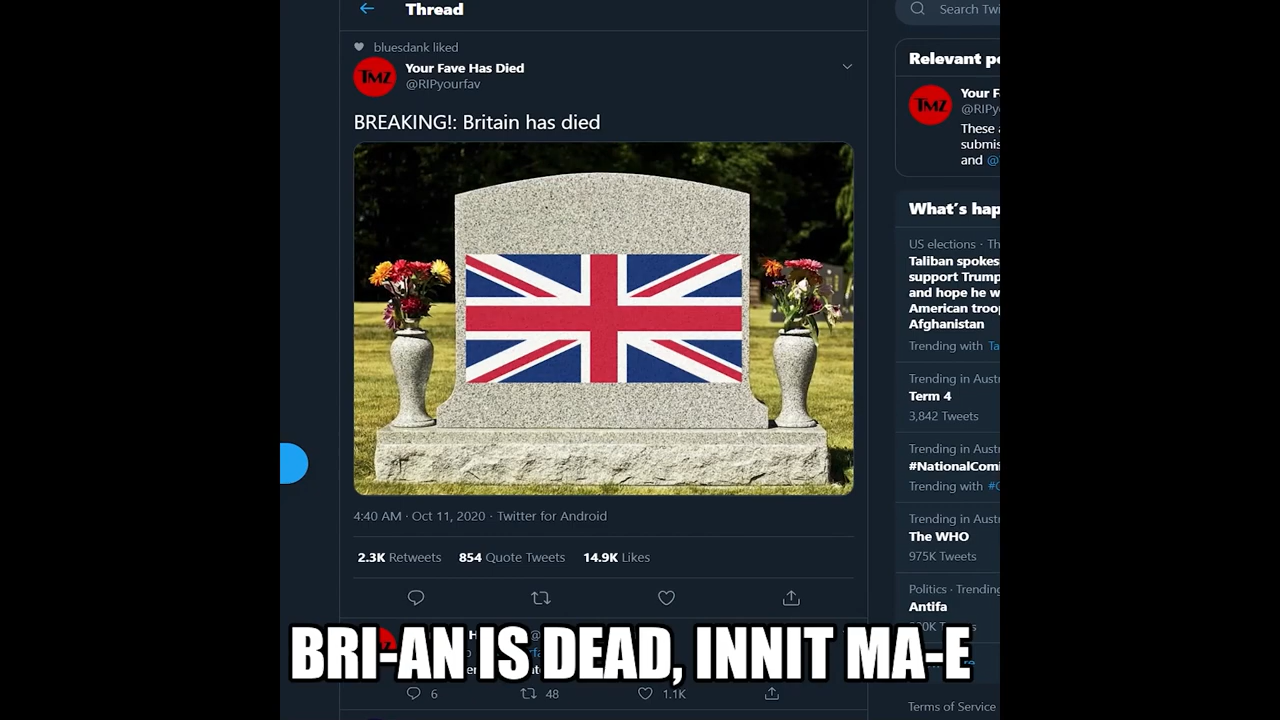 Thread
Search Twi
bluesdank liked
TMZ
Your Fave Has Died
@RIPyourfav
BREAKING!: Britain has died
4:40 AM · Oct 11, 2020 · Twitter for Android
2.3K Retweets 854 Quote Tweets 14.9K Likes
6 48 1.1K
BRI-AN IS DEAD, INNIT MA-E
Relevant pe
TMZ
Your F
@RIPy
These a
submis
and @
What's hap
US elections · Th
Taliban spokes
support Trump
and hope he w
American troop
Afghanistan
Trending with Ta
Trending in Austr
Term 4
3,842 Tweets
Trending in Austr
#NationalComi
Trending with #C
Trending in Austr
The WHO
975K Tweets
Politics · Trending
Antifa
Terms of Service